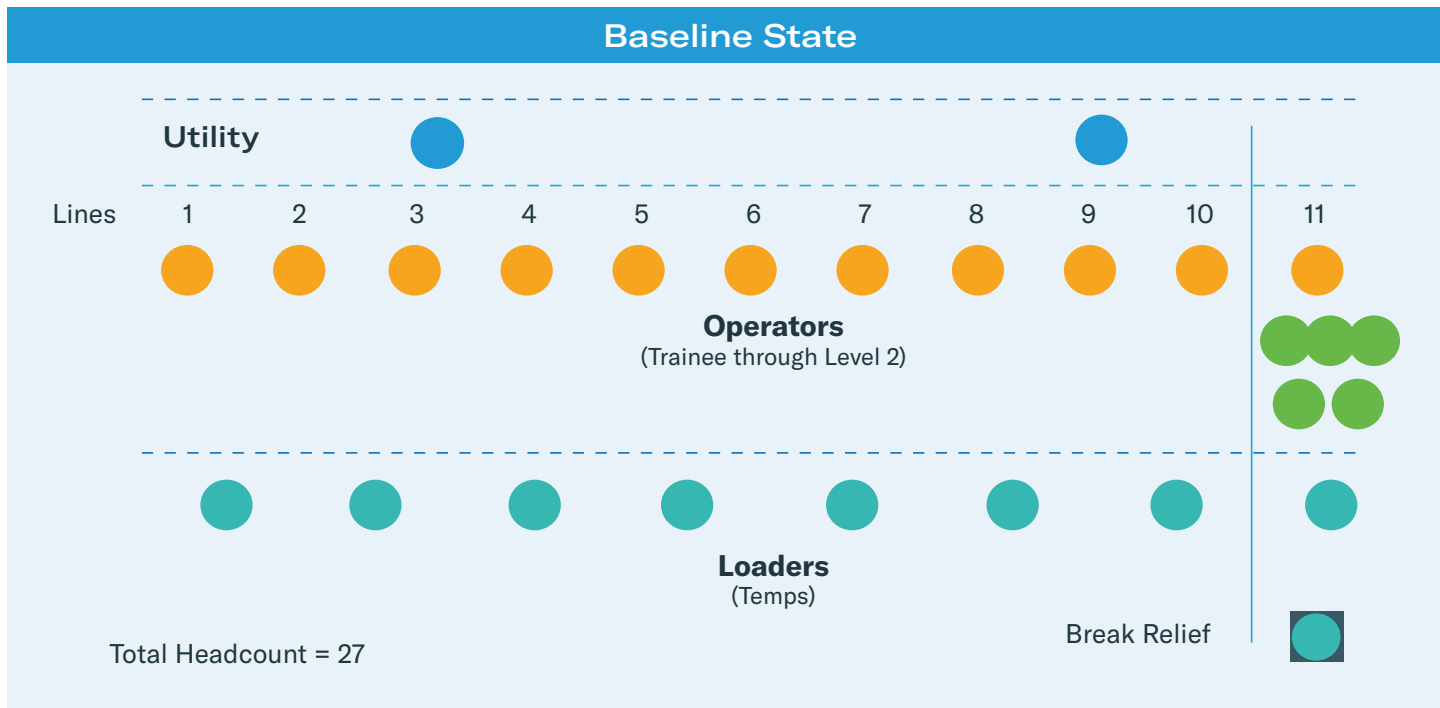 Baseline State
Utility
Lines 1 2 3 4 5 6 7 8 9 10 11
Operators
(Trainee through Level 2)
Loaders
(Temps)
Break Relief
Total Headcount = 27